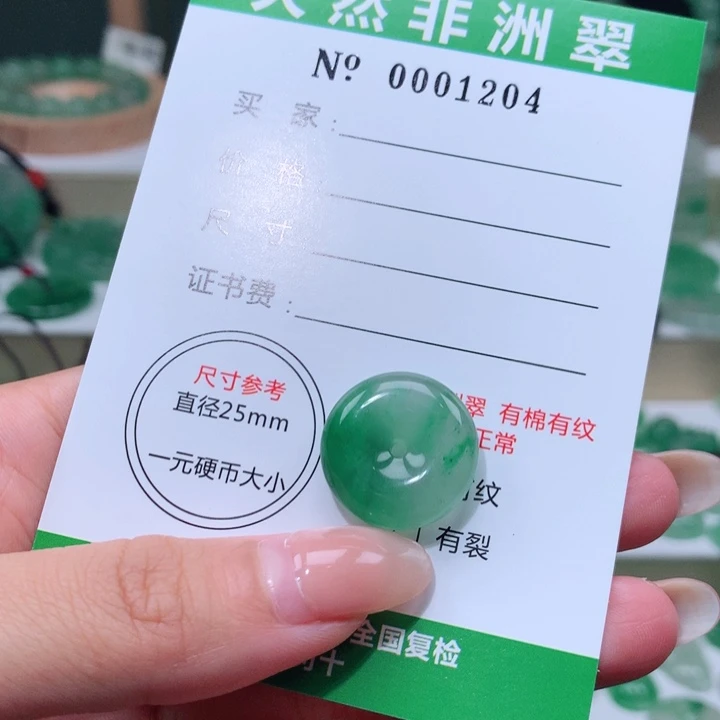 天然非洲翠
Nº 0001204
买 家：
价 格
尺 寸
证书费：
尺寸参考
直径25mm
一元硬币大小
翠 有棉有纹
正常
有纹
有裂
全国复检